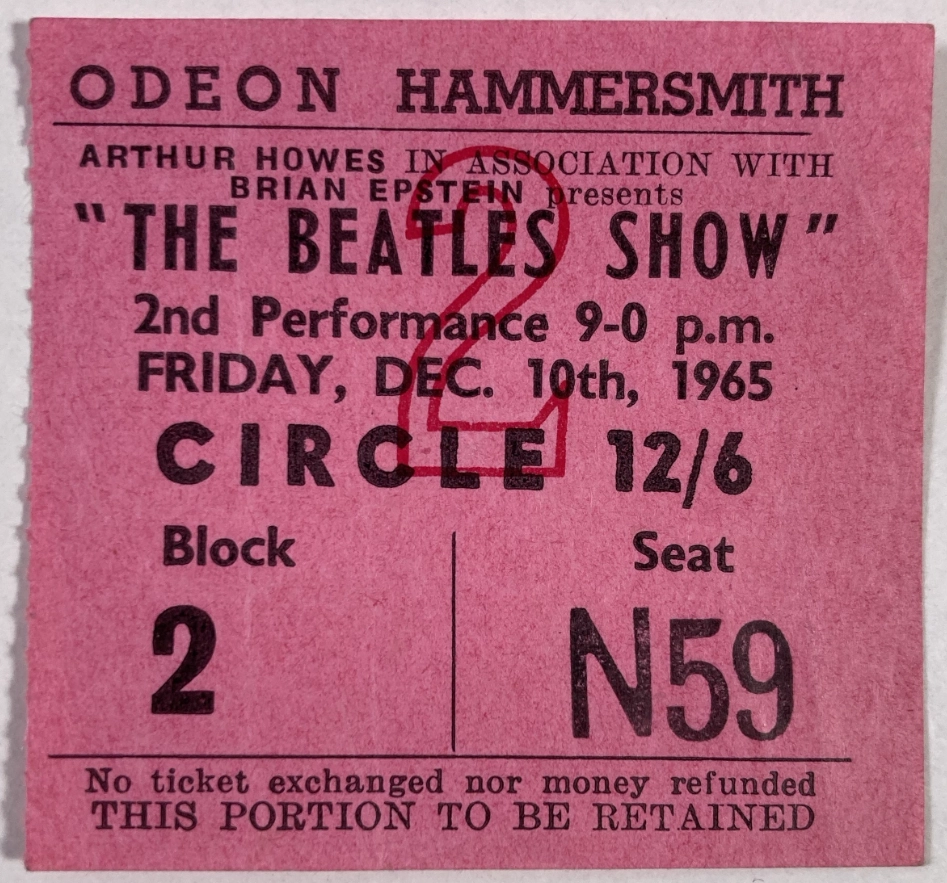 ODEON HAMMERSMITH
ARTHUR HOWES IN ASSOCIATION WITH
BRIAN EPSTEIN presents
"THE BEATLES SHOW"
2nd Performance 9-0 p.m.
FRIDAY, DEC. 10th, 1965
2
CIRCLE 12/6
Block Seat
2 N59
No ticket exchanged nor money refunded
THIS PORTION TO BE RETAINED